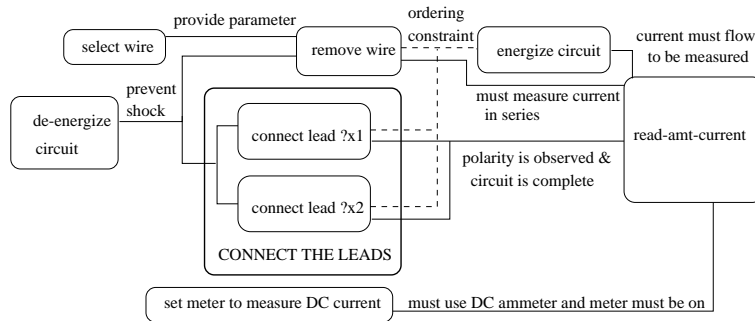 provide parameter
select wire
remove wire
ordering
constraint
energize circuit
current must flow
to be measured
prevent
shock
de-energize
circuit
must measure current
in series
connect lead ?x1
read-amt-current
polarity is observed &
circuit is complete
connect lead ?x2
CONNECT THE LEADS
set meter to measure DC current
must use DC ammeter and meter must be on